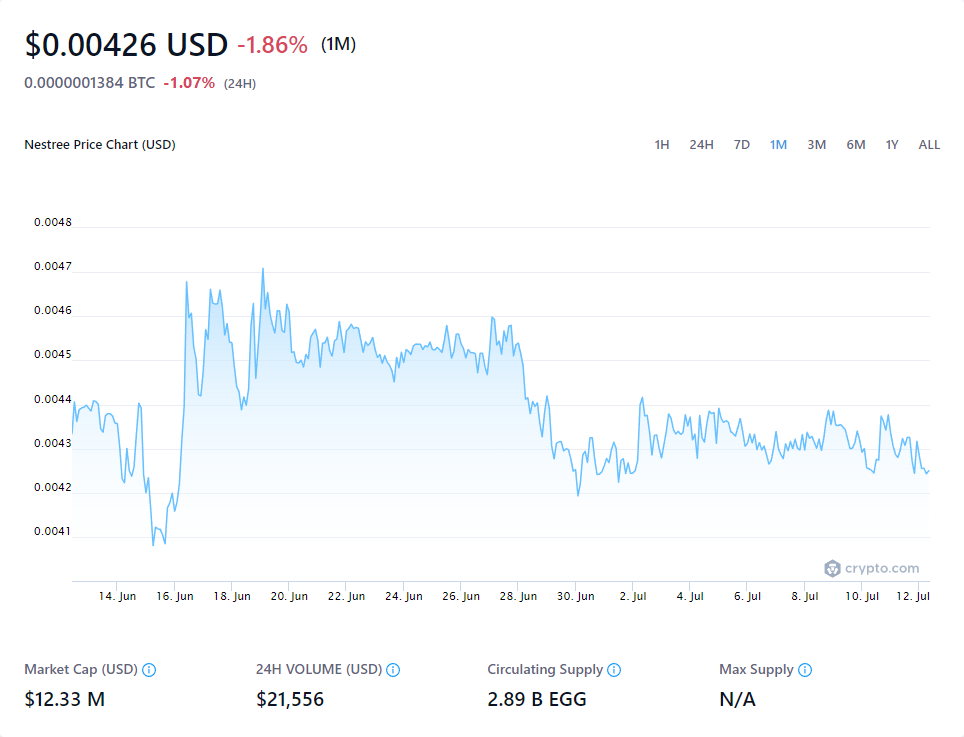 $0.00426 USD -1.86% (1M)
0.0000001384 BTC -1.07% (24H)
Nestree Price Chart (USD) 1H 24H 7D 1M 3M 6M 1Y ALL
0.0048
0.0047
0.0046
0.0045
0.0044
0.0043
0.0042
0.0041
crypto.com
14. Jun 16. Jun 18. Jun 20. Jun 22. Jun 24. Jun 26. Jun 28. Jun 30. Jun 2. Jul 4. Jul 6. Jul 8. Jul 10. Jul 12. Jul
Market Cap (USD) 24H VOLUME (USD) Circulating Supply Max Supply
$12.33 M $21,556 2.89 B EGG N/A